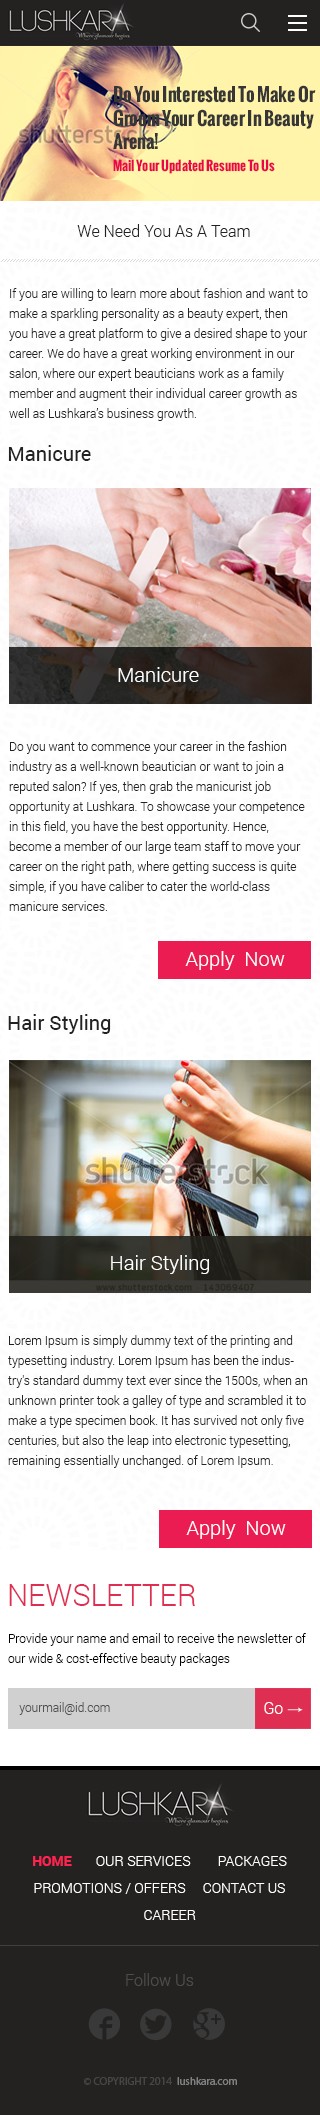 LUSHKARA
Where glamour begins.
Do You Interested To Make Or
Groom Your Career In Beauty
Arena!
Mail Your Updated Resume To Us
We Need You As A Team
If you are willing to learn more about fashion and want to
make a sparkling personality as a beauty expert, then
you have a great platform to give a desired shape to your
career. We do have a great working environment in our
salon, where our expert beauticians work as a family
member and augment their individual career growth as
well as Lushkara's business growth.
Manicure
Manicure
Do you want to commence your career in the fashion
industry as a well-known beautician or want to join a
reputed salon? If yes, then grab the manicurist job
opportunity at Lushkara. To showcase your competence
in this field, you have the best opportunity. Hence,
become a member of our large team staff to move your
career on the right path, where getting success is quite
simple, if you have caliber to cater the world-class
manicure services.
Apply Now
Hair Styling
shutterstock
Hair Styling
www.shutterstock.com 143059407
Lorem Ipsum is simply dummy text of the printing and
typesetting industry. Lorem Ipsum has been the indus-
try's standard dummy text ever since the 1500s, when an
unknown printer took a galley of type and scrambled it to
make a type specimen book. It has survived not only five
centuries, but also the leap into electronic typesetting,
remaining essentially unchanged. of Lorem Ipsum.
Apply Now
NEWSLETTER
Provide your name and email to receive the newsletter of
our wide & cost-effective beauty packages
yourmail@id.com Go →
LUSHKARA
Where glamour begins.
HOME OUR SERVICES PACKAGES
PROMOTIONS / OFFERS CONTACT US
CAREER
Follow Us
© COPYRIGHT 2014 lushkara.com